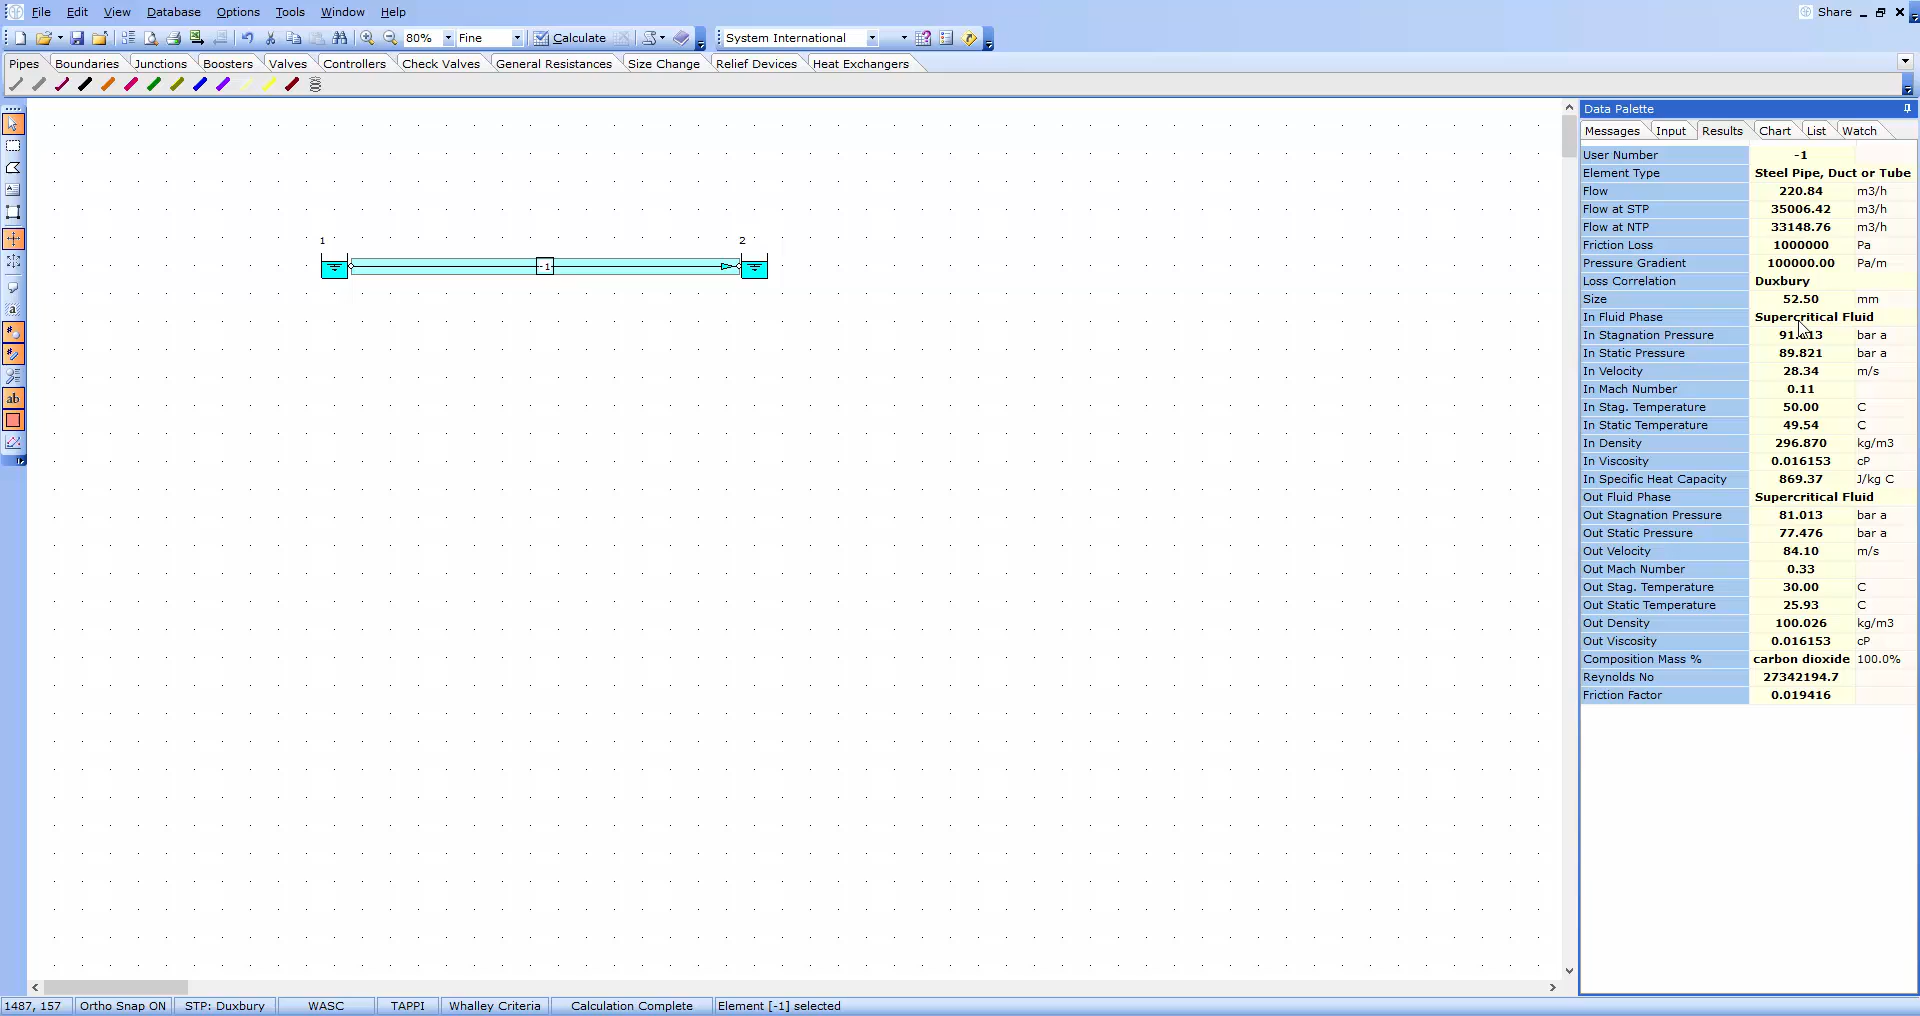 File Edit View Database Options Tools Window Help Share
80% Fine Calculate System International
Pipes Boundaries Junctions Boosters Valves Controllers Check Valves General Resistances Size Change Relief Devices Heat Exchangers
Data Palette
Messages Input Results Chart List Watch
User Number -1
Element Type Steel Pipe, Duct or Tube
Flow 220.84 m3/h
Flow at STP 35006.42 m3/h
Flow at NTP 33148.76 m3/h
Friction Loss 1000000 Pa
Pressure Gradient 100000.00 Pa/m
Loss Correlation Duxbury
Size 52.50 mm
In Fluid Phase Supercritical Fluid
In Stagnation Pressure bar a
In Static Pressure 89.821 bar a
In Velocity 28.34 m/s
In Mach Number 0.11
In Stag. Temperature 50.00 C
In Static Temperature 49.54 C
In Density 296.870 kg/m3
In Viscosity 0.016153 cP
In Specific Heat Capacity 869.37 J/kg C
Out Fluid Phase Supercritical Fluid
Out Stagnation Pressure 81.013 bar a
Out Static Pressure 77.476 bar a
Out Velocity 84.10 m/s
Out Mach Number 0.33
Out Stag. Temperature 30.00 C
Out Static Temperature 25.93 C
Out Density 100.026 kg/m3
Out Viscosity 0.016153 cP
Composition Mass % carbon dioxide 100.0%
Reynolds No 27342194.7
Friction Factor 0.019416
1 2
-1
a
ab
1487, 157 Ortho Snap ON STP: Duxbury WASC TAPPI Whalley Criteria Calculation Complete Element [-1] selected